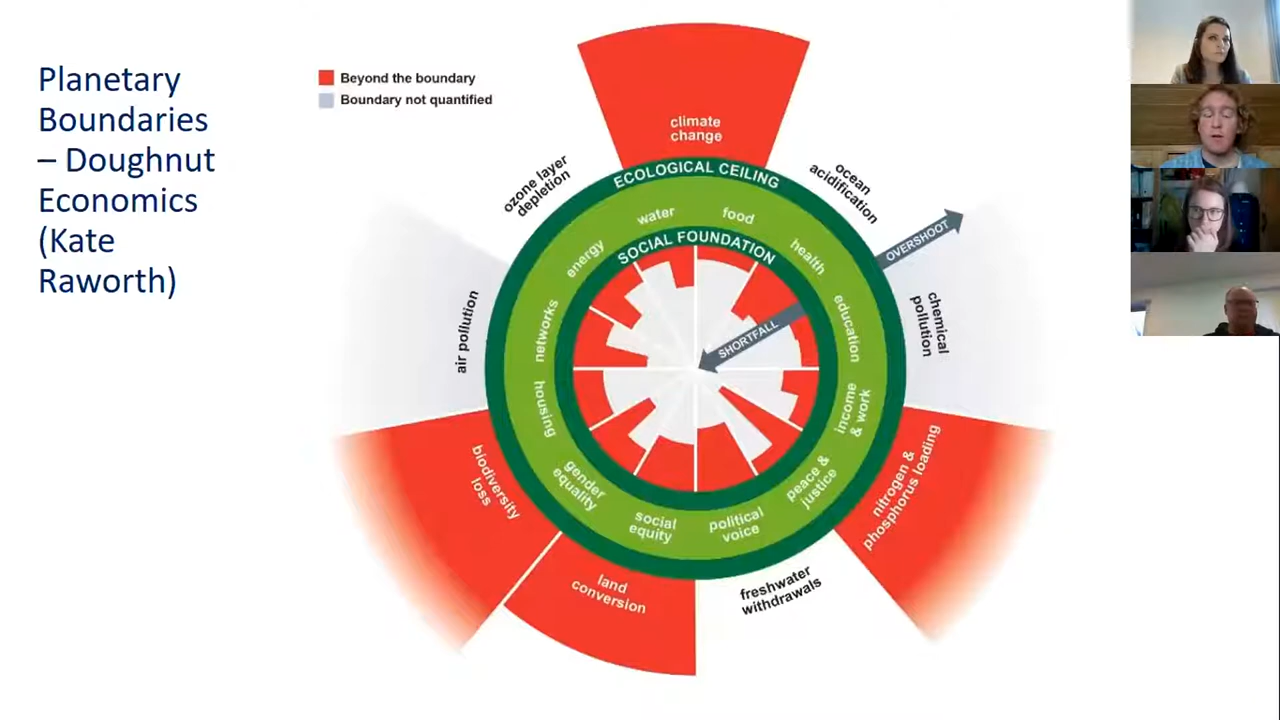 Planetary
Boundaries
– Doughnut
Economics
(Kate
Raworth)
Beyond the boundary
Boundary not quantified
climate
change
ozone layer
depletion
ocean
acidification
ECOLOGICAL CEILING
water
food
energy
health
SOCIAL FOUNDATION
OVERSHOOT
SHORTFALL
air pollution
networks
education
chemical
pollution
housing
income
& work
biodiversity
loss
gender
equality
peace &
justice
nitrogen &
phosphorus loading
social
equity
political
voice
land
conversion
freshwater
withdrawals